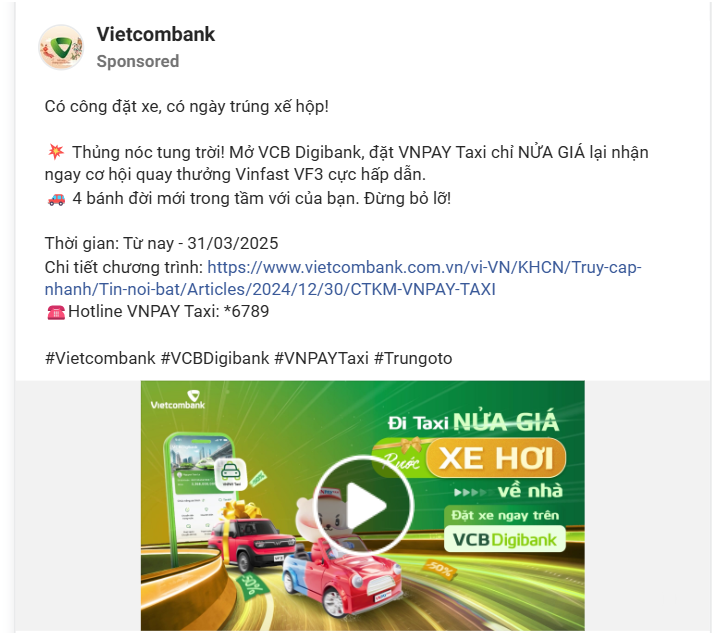 Vietcombank
Sponsored
Có công đặt xe, có ngày trúng xế hộp!
💥 Thủng nóc tung trời! Mở VCB Digibank, đặt VNPAY Taxi chỉ NỬA GIÁ lại nhận
ngay cơ hội quay thưởng Vinfast VF3 cực hấp dẫn.
🚗 4 bánh đời mới trong tầm với của bạn. Đừng bỏ lỡ!
Thời gian: Từ nay - 31/03/2025
Chi tiết chương trình: https://www.vietcombank.com.vn/vi-VN/KHCN/Truy-cap-
nhanh/Tin-noi-bat/Articles/2024/12/30/CTKM-VNPAY-TAXI
☎️Hotline VNPAY Taxi: *6789
#Vietcombank #VCBDigibank #VNPAYTaxi #Trungoto
Vietcombank
Đi Taxi NỬA GIÁ
Rước XE HƠI
về nhà
Đặt xe ngay trên
VCBDigibank
50%
50%